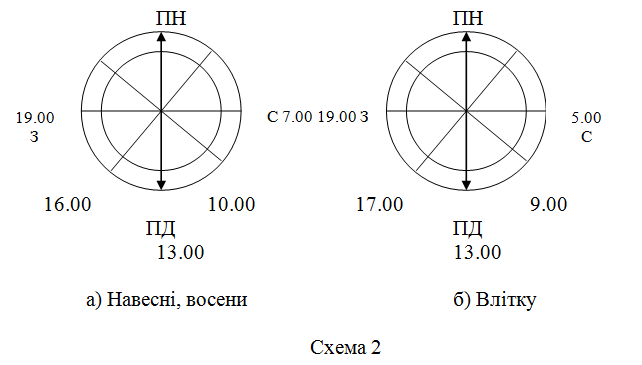 ПН ПН
19.00 С 7.00 19.00 З 5.00
З С
16.00 10.00 17.00 9.00
ПД ПД
13.00 13.00
а) Навесні, восени б) Влітку
Схема 2